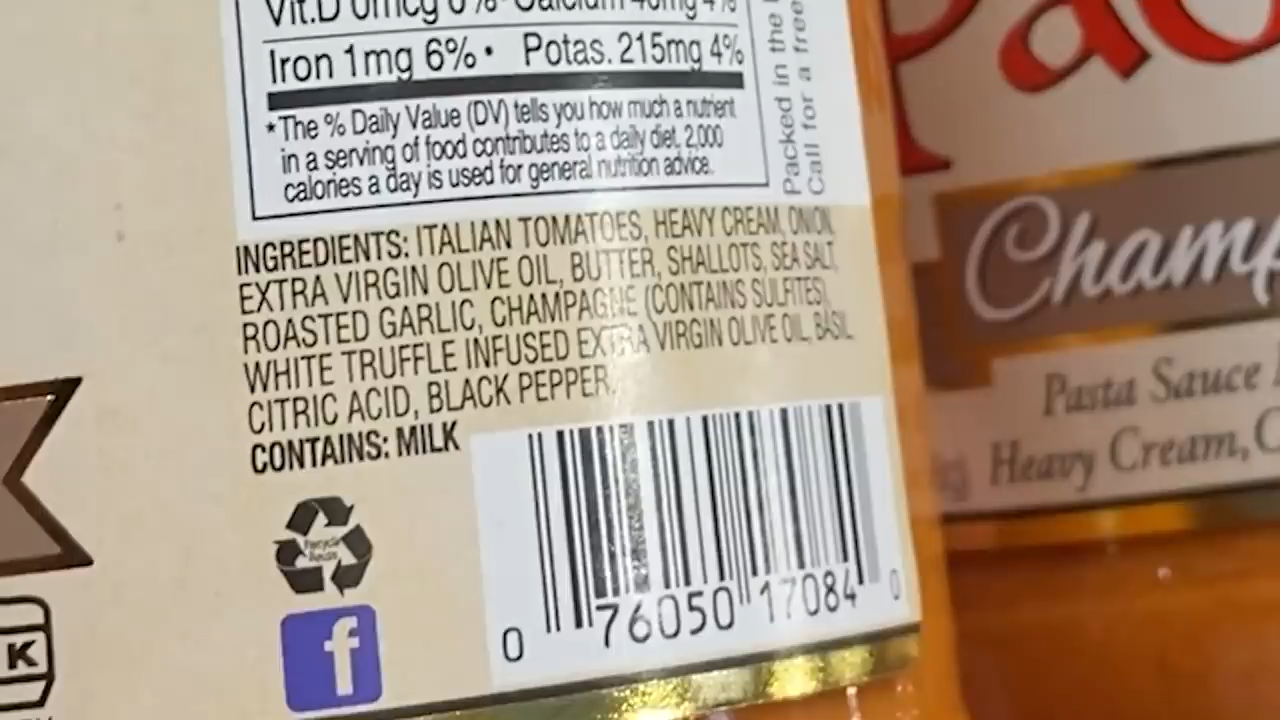 Vit.D 0mcg 0% • Calcium 40mg 4%
Iron 1mg 6% • Potas. 215mg 4%
*The % Daily Value (DV) tells you how much a nutrient
in a serving of food contributes to a daily diet. 2,000
calories a day is used for general nutrition advice.
Packed in the
Call for a free
INGREDIENTS: ITALIAN TOMATOES, HEAVY CREAM, ONION,
EXTRA VIRGIN OLIVE OIL, BUTTER, SHALLOTS, SEA SALT,
ROASTED GARLIC, CHAMPAGNE (CONTAINS SULFITES),
WHITE TRUFFLE INFUSED EXTRA VIRGIN OLIVE OIL, BASIL,
CITRIC ACID, BLACK PEPPER.
CONTAINS: MILK
Recycle
f
K
0 76050 17084 0
Pao
Champ
Pasta Sauce
Heavy Cream, C